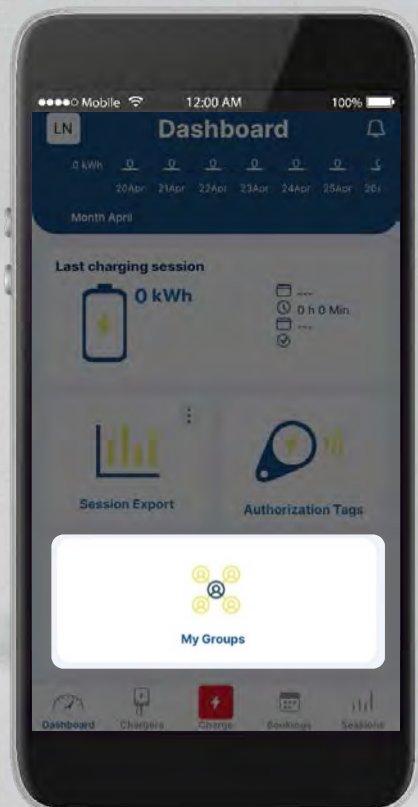 Mobile 12:00 AM 100%
LN Dashboard
0 kWh 0 0 0 0 0 0
20Apr 21Apr 22Apr 23Apr 24Apr 25Apr
Month April
Last charging session
0 kWh
---
0 h 0 Min
---
Session Export Authorization Tags
My Groups
Dashboard Chargers Charge Bookings Sessions